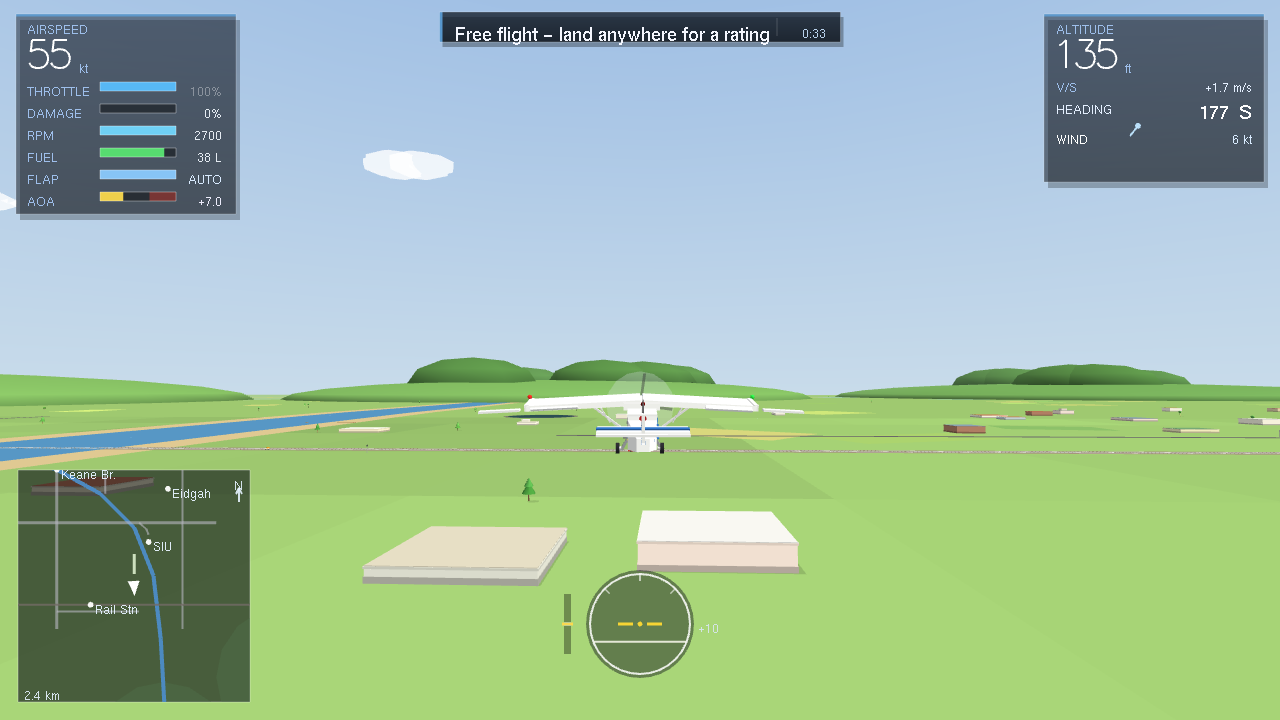 AIRSPEED
55 kt
THROTTLE 100%
DAMAGE 0%
RPM 2700
FUEL 38 L
FLAP AUTO
AOA +7.0
Free flight – land anywhere for a rating 0:33
ALTITUDE
135 ft
V/S +1.7 m/s
HEADING 177 S
WIND 6 kt
Keane Br.
Eidgah
N
SIU
Rail Stn
2.4 km
+10